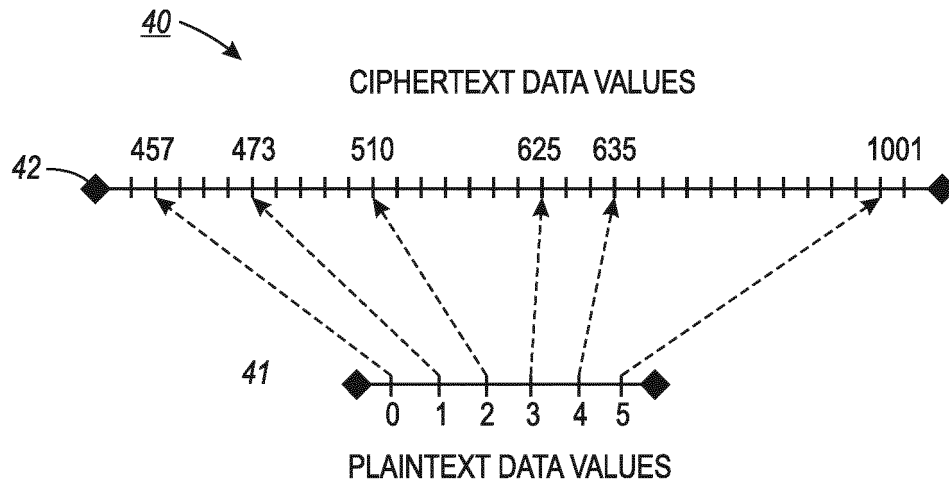 40
CIPHERTEXT DATA VALUES
42 457 473 510 625 635 1001
41
0 1 2 3 4 5
PLAINTEXT DATA VALUES